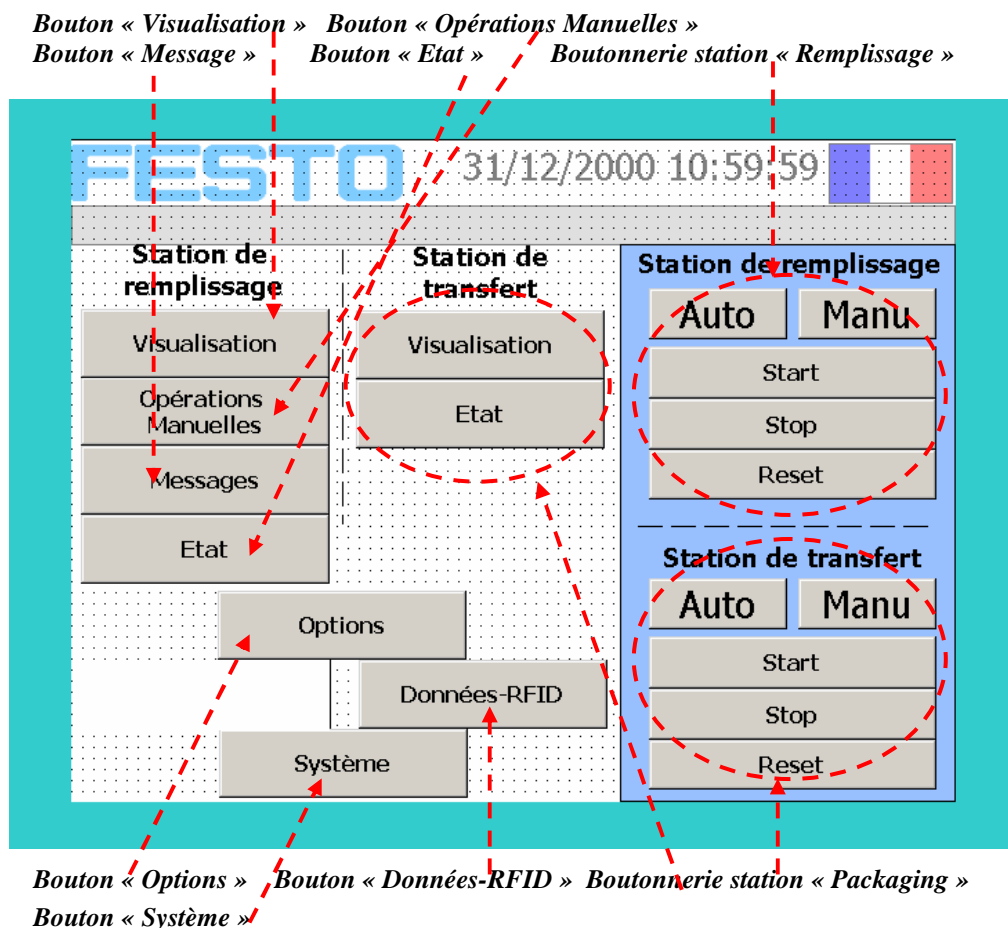 Bouton « Visualisation » Bouton « Opérations Manuelles »
Bouton « Message » Bouton « Etat » Boutonnerie station « Remplissage »
FESTO 31/12/2000 10:59:59
Station de
remplissage
Visualisation
Opérations
Manuelles
Messages
Etat
Station de
transfert
Visualisation
Etat
Options
Données-RFID
Système
Station de remplissage
Auto Manu
Start
Stop
Reset
Station de transfert
Auto Manu
Start
Stop
Reset
Bouton « Options » Bouton « Données-RFID » Boutonnerie station « Packaging »
Bouton « Système »